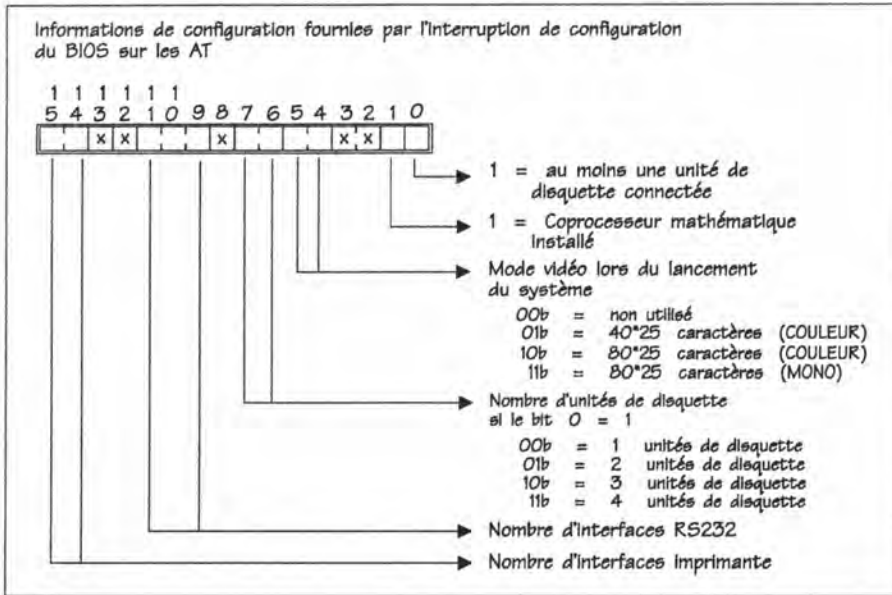 Informations de configuration fournies par l'interruption de configuration
du BIOS sur les AT
1 1 1 1 1 1
5 4 3 2 1 0 9 8 7 6 5 4 3 2 1 0
x x x x x
1 = au moins une unité de
disquette connectée
1 = Coprocesseur mathématique
installé
Mode vidéo lors du lancement
du système
00b = non utilisé
01b = 40*25 caractères (COULEUR)
10b = 80*25 caractères (COULEUR)
11b = 80*25 caractères (MONO)
Nombre d'unités de disquette
si le bit 0 = 1
00b = 1 unités de disquette
01b = 2 unités de disquette
10b = 3 unités de disquette
11b = 4 unités de disquette
Nombre d'interfaces RS232
Nombre d'interfaces imprimante